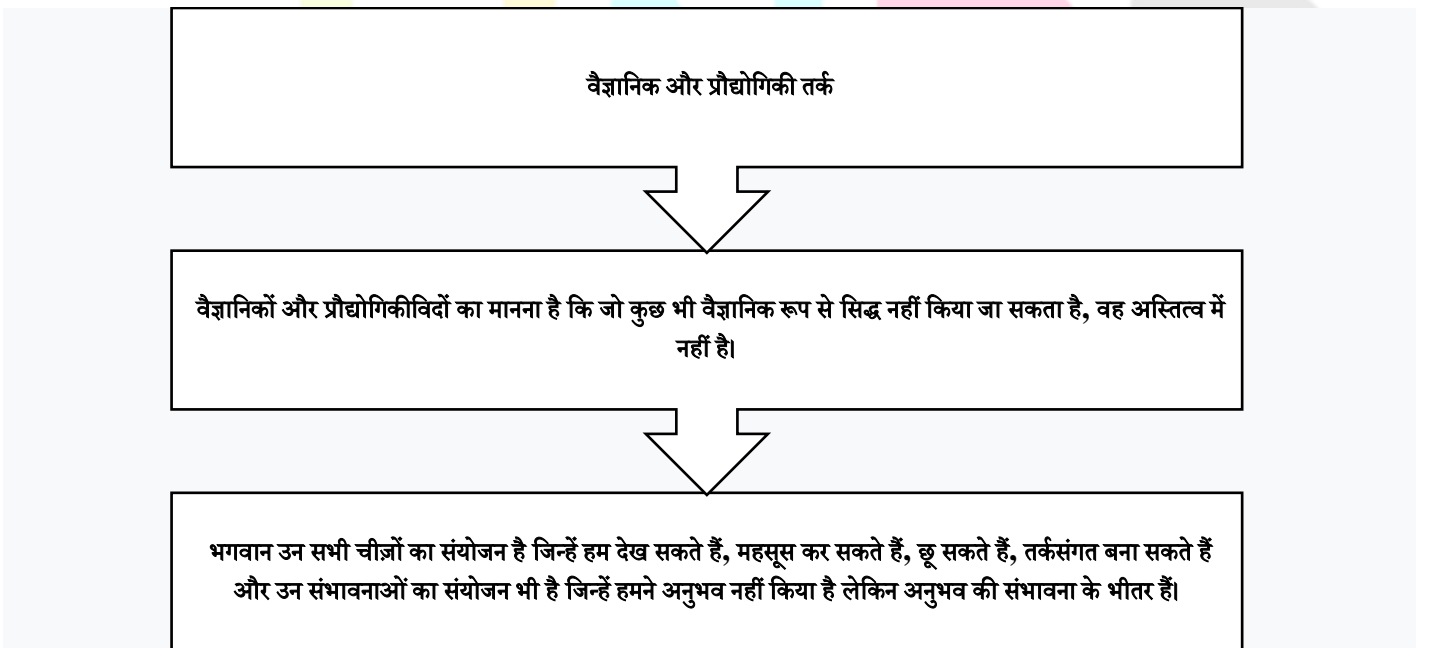 वैज्ञानिक और प्रौद्योगिकी तर्क
वैज्ञानिकों और प्रौद्योगिकीविदों का मानना है कि जो कुछ भी वैज्ञानिक रूप से सिद्ध नहीं किया जा सकता है, वह अस्तित्व में
नहीं है।
भगवान उन सभी चीज़ों का संयोजन है जिन्हें हम देख सकते हैं, महसूस कर सकते हैं, छू सकते हैं, तर्कसंगत बना सकते हैं
और उन संभावनाओं का संयोजन भी है जिन्हें हमने अनुभव नहीं किया है लेकिन अनुभव की संभावना के भीतर हैं।